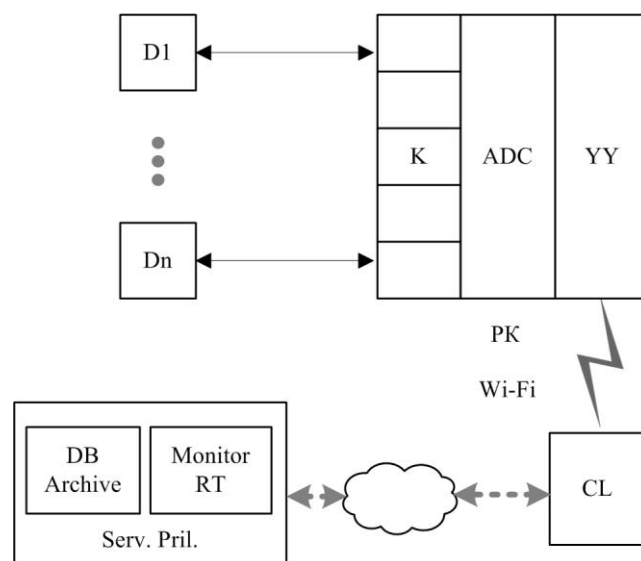 D1
K
ADC
YY
Dn
PK
Wi-Fi
DB
Archive
Monitor
RT
CL
Serv. Pril.